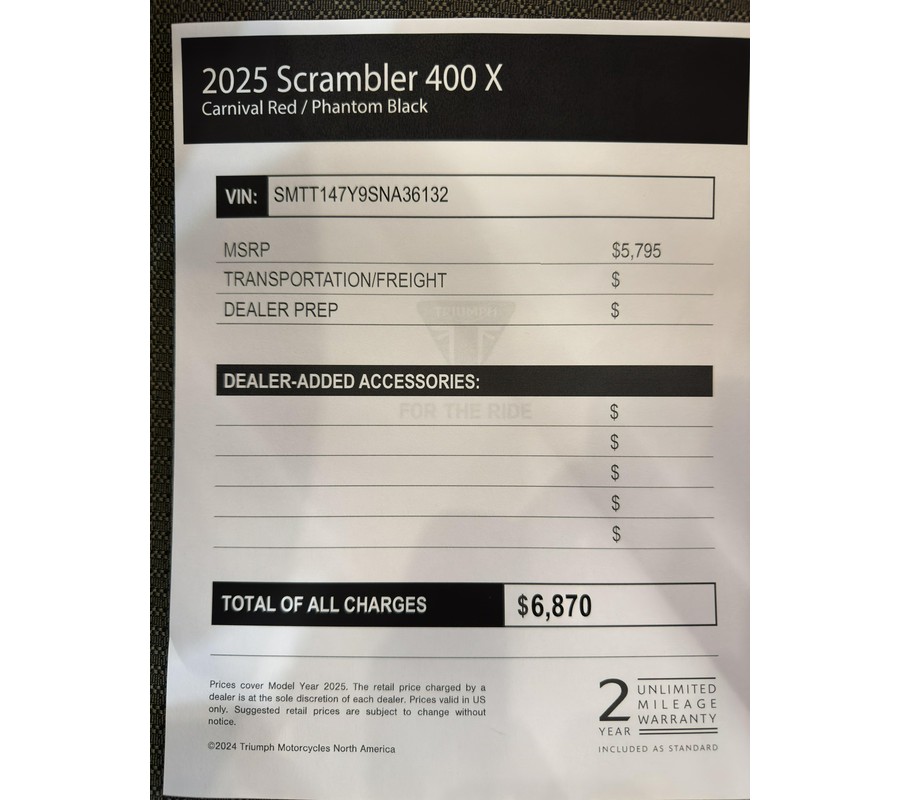 2025 Scrambler 400 X
Carnival Red / Phantom Black
VIN: SMTT147Y9SNA36132
MSRP $5,795
TRANSPORTATION/FREIGHT $
DEALER PREP $
TRIUMPH
DEALER-ADDED ACCESSORIES:
FOR THE RIDE
$
$
$
$
$
TOTAL OF ALL CHARGES $6,870
Prices cover Model Year 2025. The retail price charged by a
dealer is at the sole discretion of each dealer. Prices valid in US
only. Suggested retail prices are subject to change without
notice.
©2024 Triumph Motorcycles North America
2 YEAR
UNLIMITED
MILEAGE
WARRANTY
INCLUDED AS STANDARD